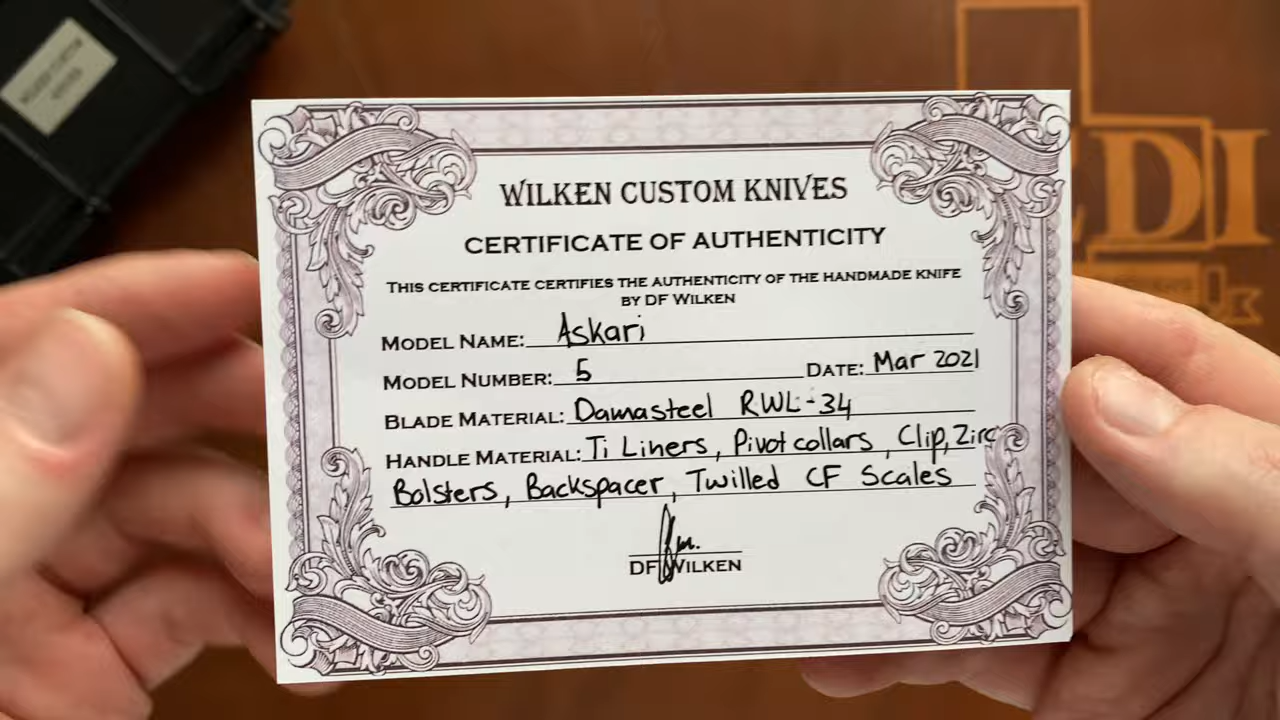 WILKEN CUSTOM KNIVES
CERTIFICATE OF AUTHENTICITY
THIS CERTIFICATE CERTIFIES THE AUTHENTICITY OF THE HANDMADE KNIFE
BY DF WILKEN
MODEL NAME: Askari
MODEL NUMBER: 5 DATE: Mar 2021
BLADE MATERIAL: Damasteel RWL-34
HANDLE MATERIAL: Ti Liners, Pivot collars, Clip, Zirc
Bolsters, Backspacer, Twilled CF Scales
DF WILKEN
DI